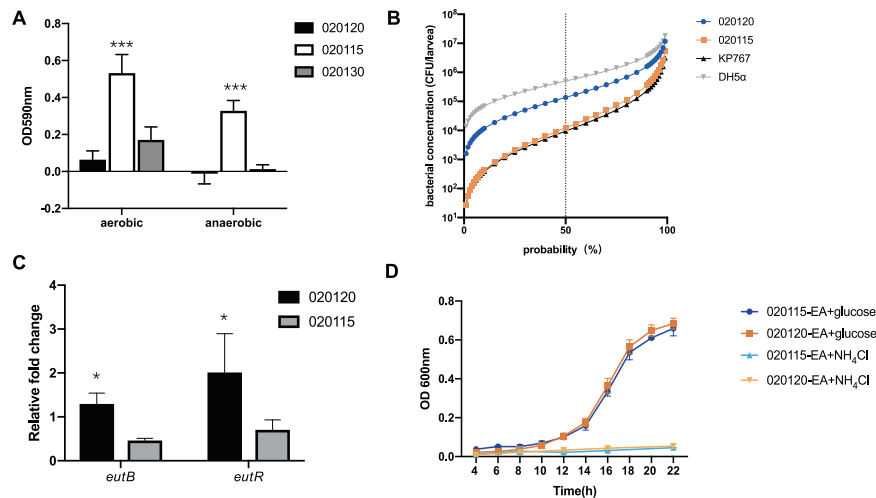 A
OD590nm
0.8
0.6
0.4
0.2
0.0
-0.2
***
***
aerobic
anaerobic
020120
020115
020130
B
bacterial concentration (CFU/larvea)
10⁸
10⁷
10⁶
10⁵
10⁴
10³
10²
10¹
0
50
100
probability (%)
020120
020115
KP767
DH5α
C
Relative fold change
4
3
2
1
0
*
*
eutB
eutR
020120
020115
D
OD 600nm
0.8
0.6
0.4
0.2
0.0
4 6 8 10 12 14 16 18 20 22
Time(h)
020115-EA+glucose
020120-EA+glucose
020115-EA+NH₄Cl
020120-EA+NH₄Cl